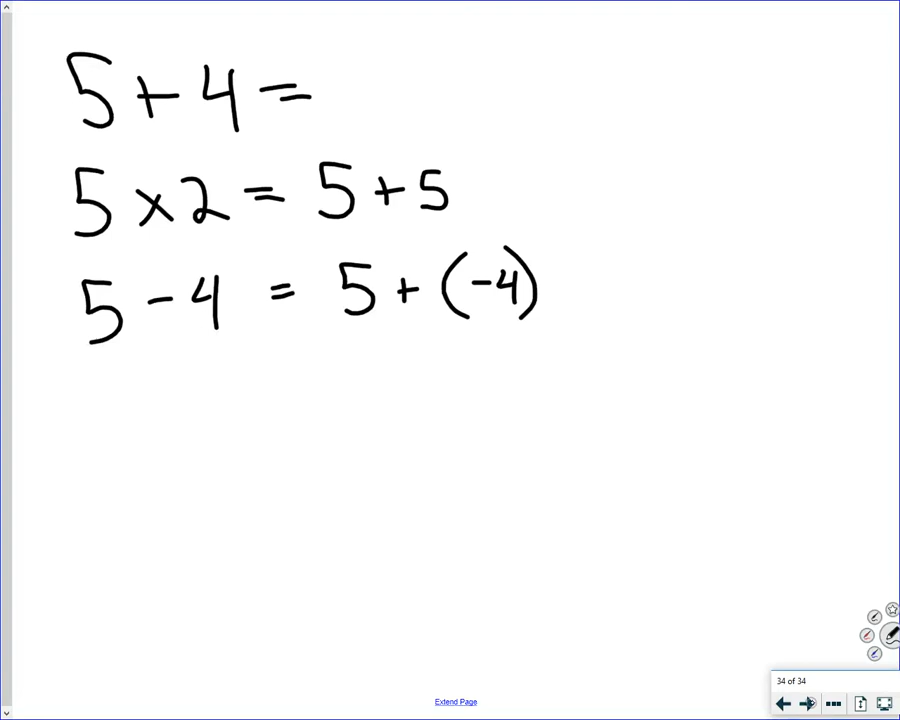 5 + 4 =
5 × 2 = 5 + 5
5 - 4 = 5 + (-4)
34 of 34
Extend Page